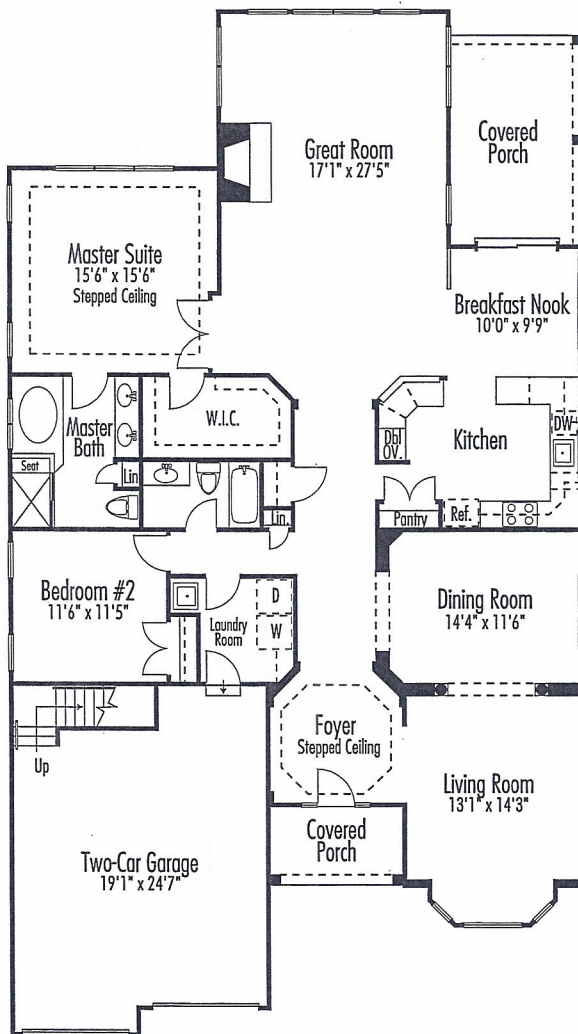 Great Room
17'1" x 27'5"
Covered
Porch
Master Suite
15'6" x 15'6"
Stepped Ceiling
Breakfast Nook
10'0" x 9'9"
W.I.C.
Master
Bath
Seat
Lin
Dbl
OV.
Kitchen
DW
Lin.
Pantry
Ref.
Bedroom #2
11'6" x 11'5"
Laundry
Room
D
W
Dining Room
14'4" x 11'6"
Foyer
Stepped Ceiling
Up
Living Room
13'1" x 14'3"
Covered
Porch
Two-Car Garage
19'1" x 24'7"